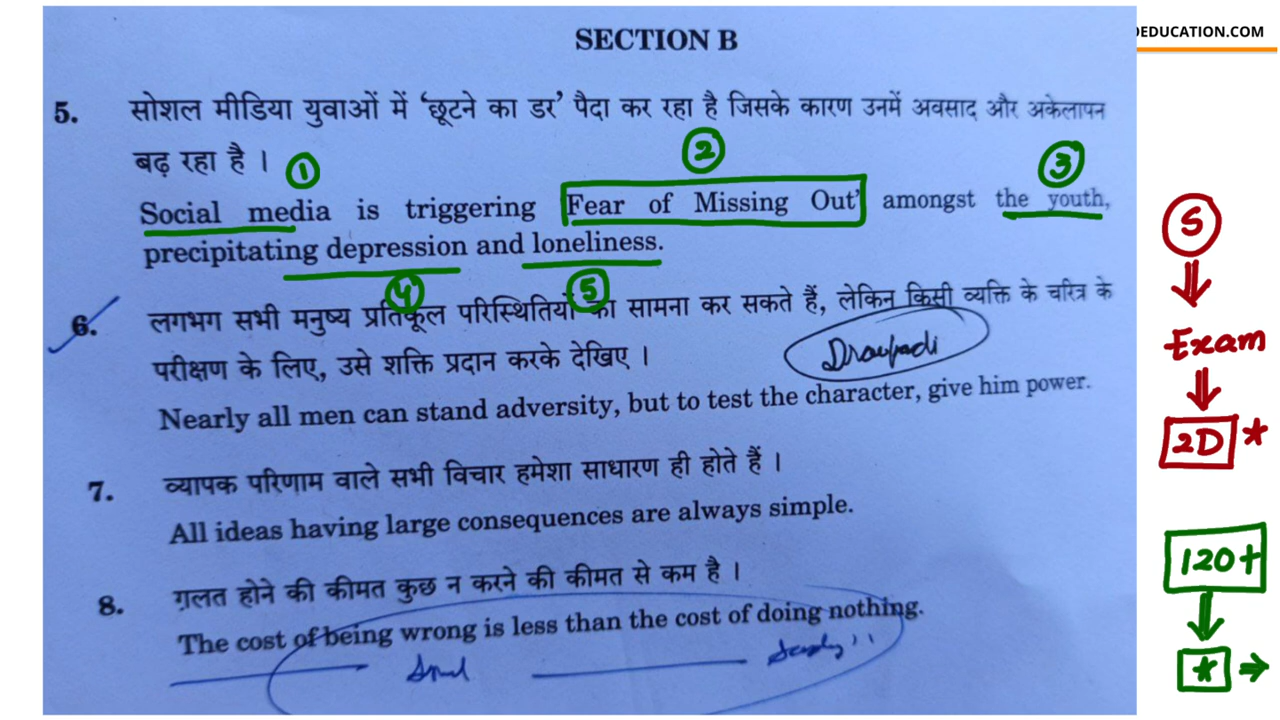 DEDUCATION.COM
SECTION B
5. सोशल मीडिया युवाओं में ‘छूटने का डर’ पैदा कर रहा है जिसके कारण उनमें अवसाद और अकेलापन
बढ़ रहा है ।
① ② ③
Social media is triggering Fear of Missing Out’ amongst the youth,
precipitating depression and loneliness.
④ ⑤
6. लगभग सभी मनुष्य प्रतिकूल परिस्थितियों का सामना कर सकते हैं, लेकिन किसी व्यक्ति के चरित्र के
परीक्षण के लिए, उसे शक्ति प्रदान करके देखिए ।
Draupadi
Nearly all men can stand adversity, but to test the character, give him power.
7. व्यापक परिणाम वाले सभी विचार हमेशा साधारण ही होते हैं ।
All ideas having large consequences are always simple.
8. ग़लत होने की कीमत कुछ न करने की कीमत से कम है ।
The cost of being wrong is less than the cost of doing nothing.
S
Exam
2D *
120+
*